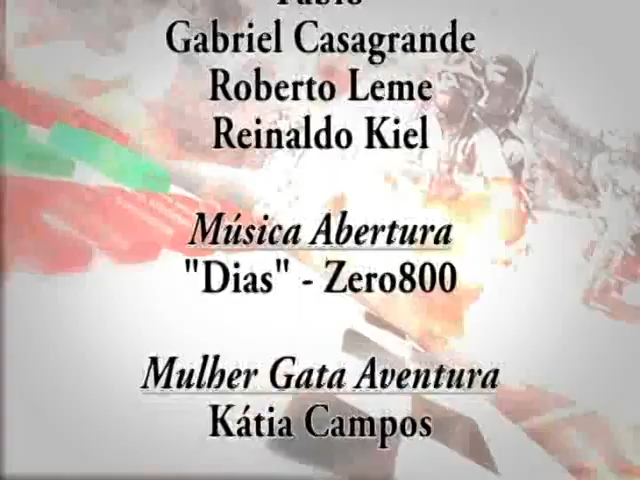 Gabriel Casagrande
Roberto Leme
Reinaldo Kiel
Música Abertura
"Dias" - Zero800
Mulher Gata Aventura
Kátia Campos